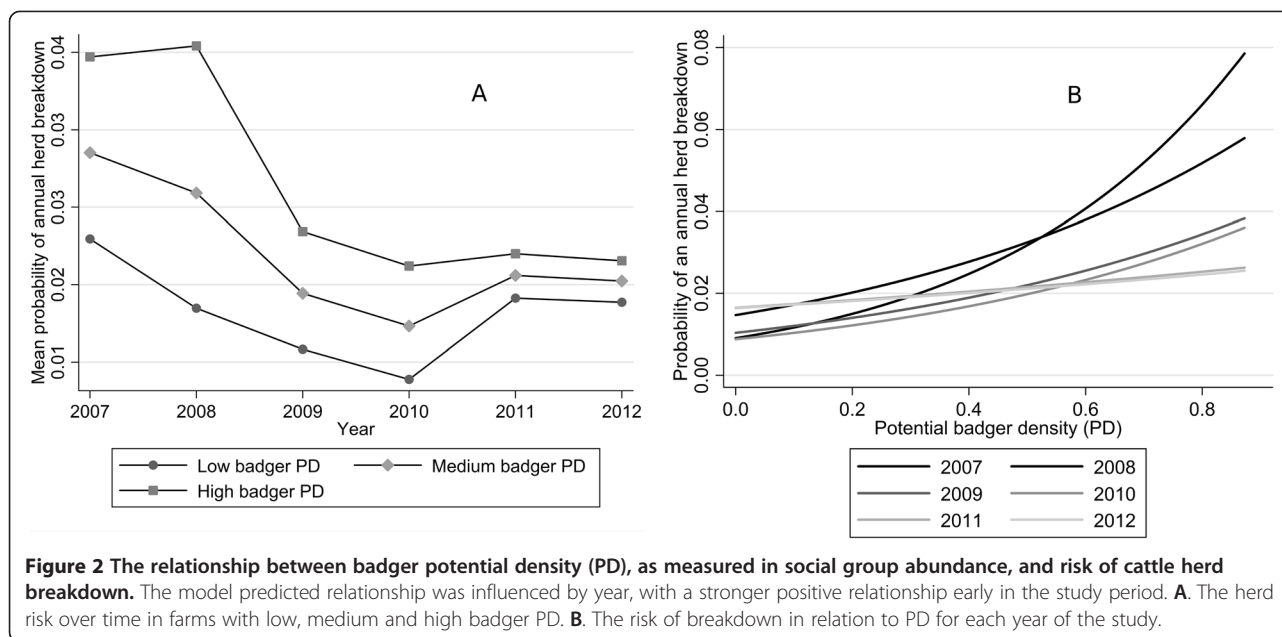 A
Mean probability of annual herd breakdown
0.04
0.03
0.03
0.02
0.01
2007 2008 2009 2010 2011 2012
Year
Low badger PD Medium badger PD
High badger PD
B
Probability of an annual herd breakdown
0.08
0.06
0.04
0.02
0.00
0.0 0.2 0.4 0.6 0.8
Potential badger density (PD)
2007 2008
2009 2010
2011 2012
Figure 2 The relationship between badger potential density (PD), as measured in social group abundance, and risk of cattle herd
breakdown. The model predicted relationship was influenced by year, with a stronger positive relationship early in the study period. A. The herd
risk over time in farms with low, medium and high badger PD. B. The risk of breakdown in relation to PD for each year of the study.